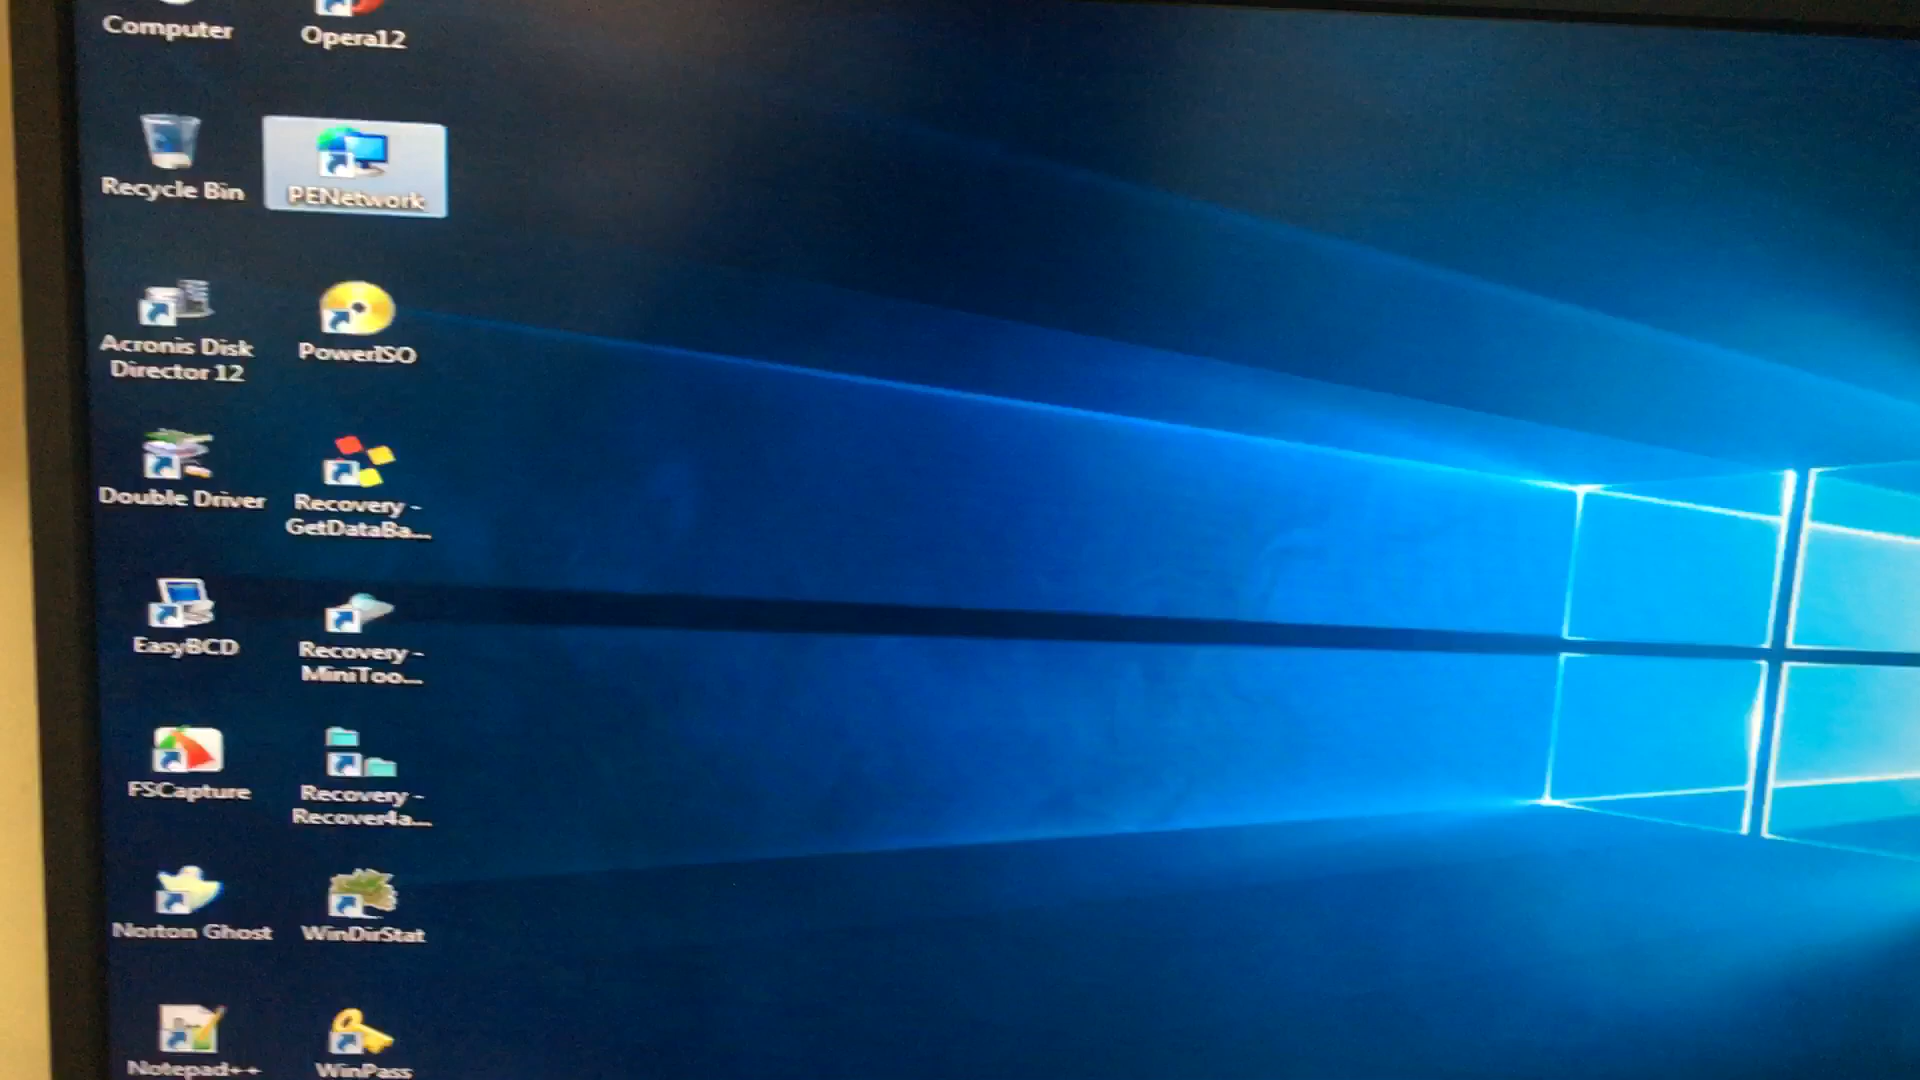 Computer
Opera12
Recycle Bin
PENetwork
Acronis Disk
Director 12
PowerISO
Double Driver
Recovery -
GetDataBa...
EasyBCD
Recovery -
MiniToo...
FSCapture
Recovery -
Recover4a...
Norton Ghost
WinDirStat
Notepad++
WinPass